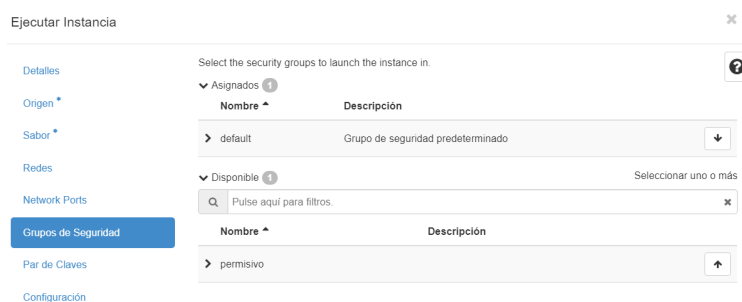 Ejecutar Instancia
Detalles
Origen *
Sabor *
Redes
Network Ports
Grupos de Seguridad
Par de Claves
Configuración
Select the security groups to launch the instance in.
Asignados 1
Nombre Descripción
default Grupo de seguridad predeterminado
Disponible 1 Seleccionar uno o más
Pulse aquí para filtros.
Nombre Descripción
permisivo